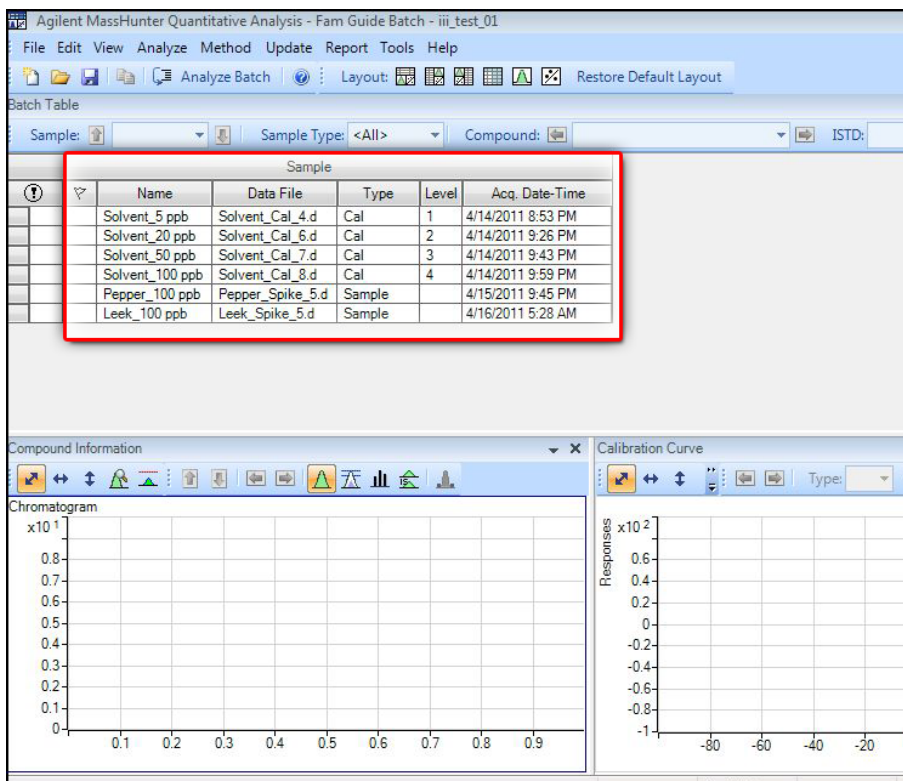 Agilent MassHunter Quantitative Analysis - Fam Guide Batch - iii_test_01
File Edit View Analyze Method Update Report Tools Help
Analyze Batch Layout: Restore Default Layout
Batch Table
Sample: Sample Type: <All> Compound: ISTD:
Sample
Name Data File Type Level Acq. Date-Time
Solvent_5 ppb Solvent_Cal_4.d Cal 1 4/14/2011 8:53 PM
Solvent_20 ppb Solvent_Cal_6.d Cal 2 4/14/2011 9:26 PM
Solvent_50 ppb Solvent_Cal_7.d Cal 3 4/14/2011 9:43 PM
Solvent_100 ppb Solvent_Cal_8.d Cal 4 4/14/2011 9:59 PM
Pepper_100 ppb Pepper_Spike_5.d Sample 4/15/2011 9:45 PM
Leek_100 ppb Leek_Spike_5.d Sample 4/16/2011 5:28 AM
Compound Information
Chromatogram
x10 1
0.8
0.7
0.6
0.5
0.4
0.3
0.2
0.1
0
0.1 0.2 0.3 0.4 0.5 0.6 0.7 0.8 0.9
Calibration Curve
Type:
Responses
x10 2
0.6
0.4
0.2
0
-0.2
-0.4
-0.6
-0.8
-1
-80 -60 -40 -20